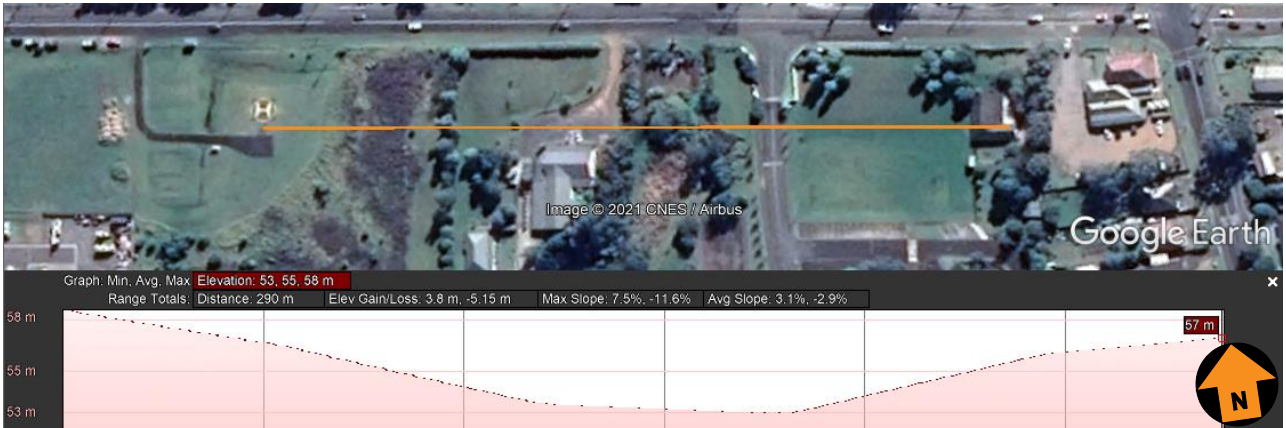 Image © 2021 CNES / Airbus
Google Earth
Graph: Min, Avg, Max Elevation: 53, 55, 58 m
Range Totals: Distance: 290 m Elev Gain/Loss: 3.8 m, -5.15 m Max Slope: 7.5%, -11.6% Avg Slope: 3.1%, -2.9%
58 m
57 m
55 m
53 m
N